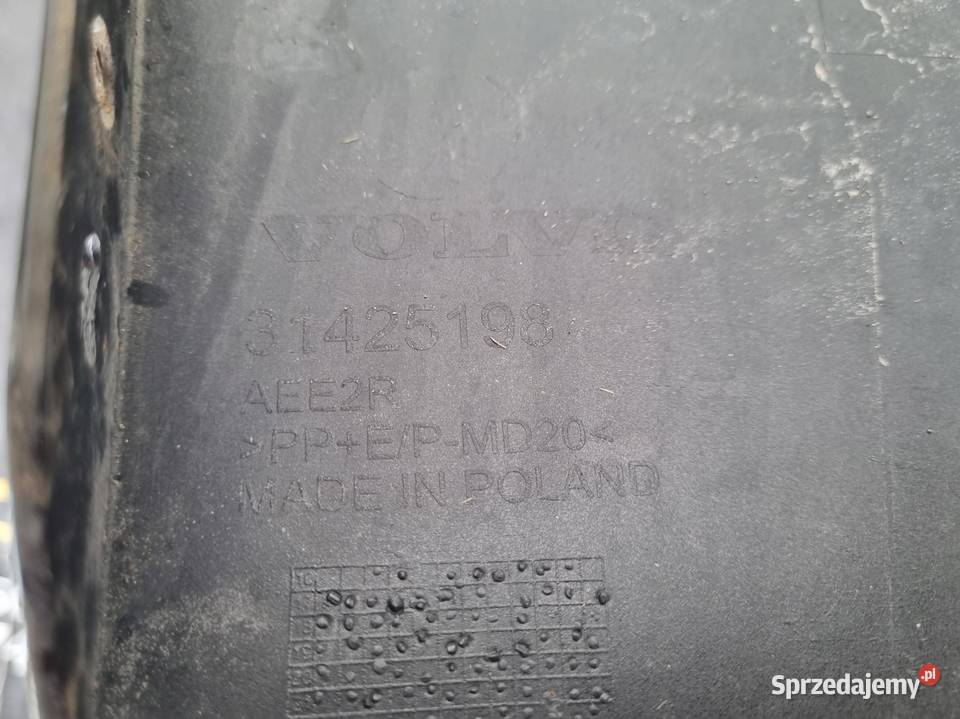 VOLVO
31425198
AEE2R
>PP+E/P-MD20<
MADE IN POLAND
Sprzedajemy.pl